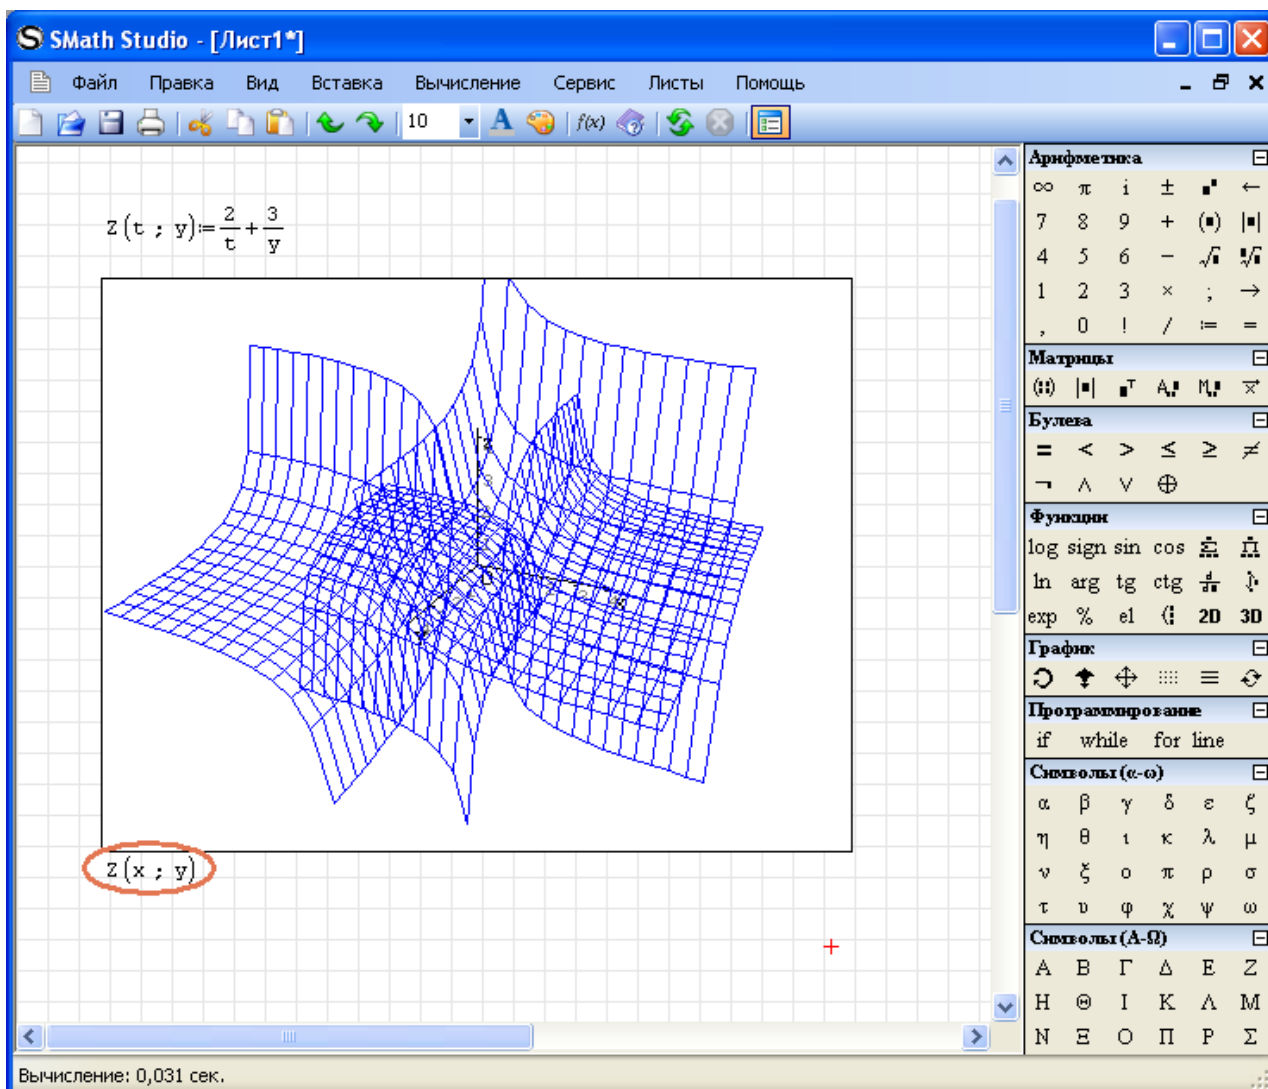 SMath Studio - [Лист1*]
Файл Правка Вид Вставка Вычисление Сервис Листы Помощь
10 A f(x)
Z(t ; y):=2/t+3/y
Z(x ; y)
Арифметика
∞ π i ± ←
7 8 9 + (■) |■|
4 5 6 −
1 2 3 × ; →
, 0 ! / := =
Матрицы
Булева
= < > ≤ ≥ ≠
¬ ∧ ∨ ⊕
Функции
log sign sin cos
ln arg tg ctg
exp % el 2D 3D
График
Программирование
if while for line
Символы (α-ω)
α β γ δ ε ζ
η θ ι κ λ μ
ν ξ ο π ρ σ
τ υ φ χ ψ ω
Символы (Α-Ω)
Α Β Γ Δ Ε Ζ
Η Θ Ι Κ Λ Μ
Ν Ξ Ο Π Ρ Σ
Вычисление: 0,031 сек.